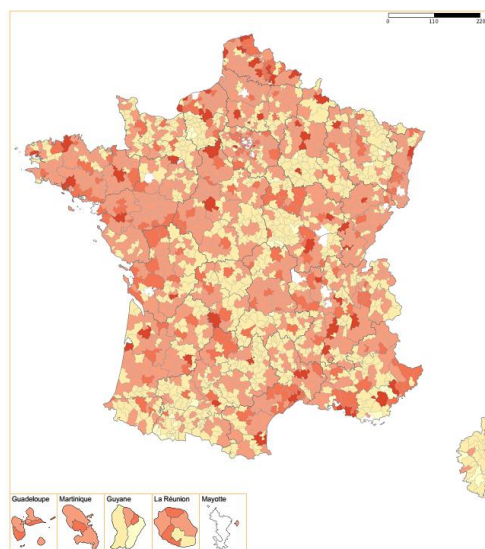 0 110 220
Guadeloupe
Martinique
Guyane
La Réunion
Mayotte